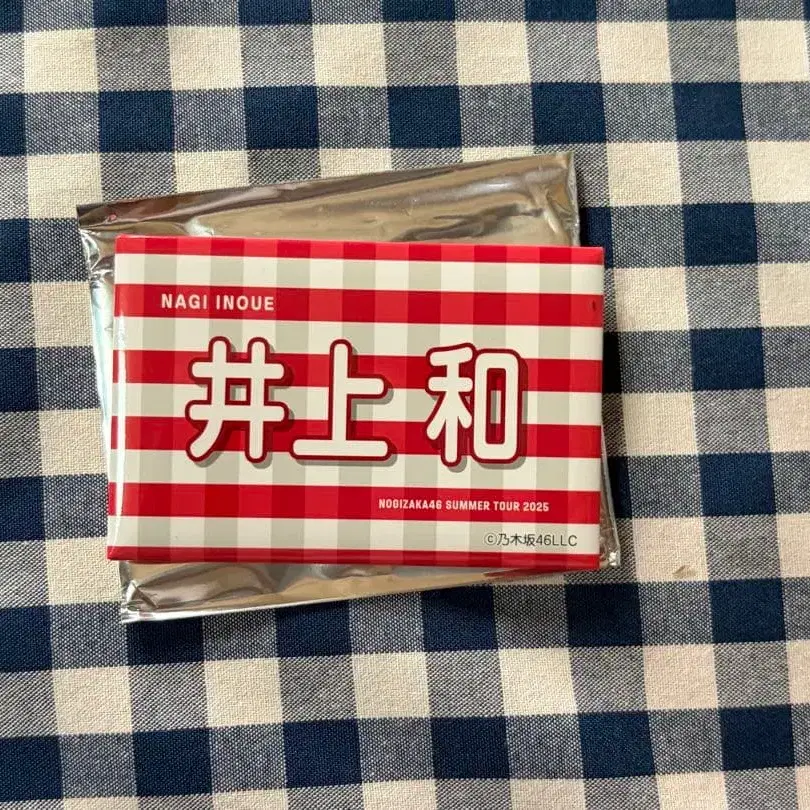 NAGI INOUE
井上 和
NOGIZAKA46 SUMMER TOUR 2025
©乃木坂46LLC